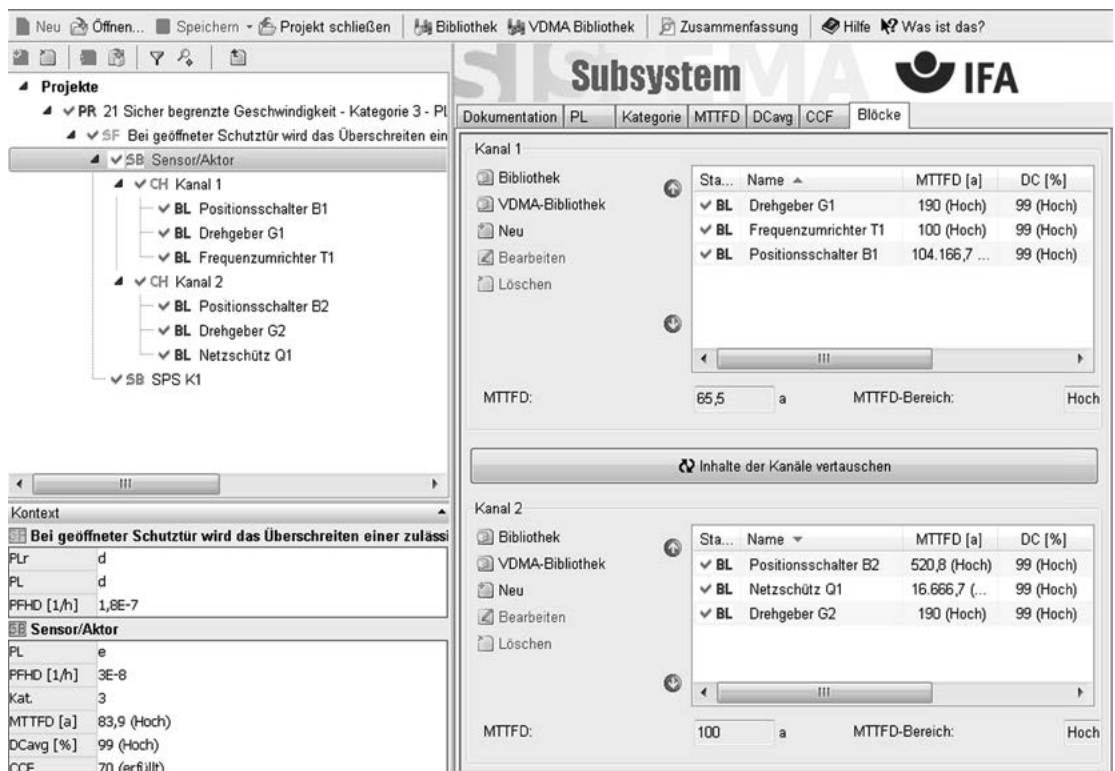 Neu Öffnen... Speichern Projekt schließen Bibliothek VDMA Bibliothek Zusammenfassung Hilfe Was ist das?
Projekte
PR 21 Sicher begrenzte Geschwindigkeit - Kategorie 3 - Pl
SF Bei geöffneter Schutztür wird das Überschreiten ein
SB Sensor/Aktor
CH Kanal 1
BL Positionsschalter B1
BL Drehgeber G1
BL Frequenzumrichter T1
CH Kanal 2
BL Positionsschalter B2
BL Drehgeber G2
BL Netzschütz Q1
SB SPS K1
Kontext
SF Bei geöffneter Schutztür wird das Überschreiten einer zulässi
PLr d
PL d
PFHD [1/h] 1,8E-7
SB Sensor/Aktor
PL e
PFHD [1/h] 3E-8
Kat. 3
MTTFD [a] 83,9 (Hoch)
DCavg [%] 99 (Hoch)
CCF 70 (erfüllt)
SISTEMA
Subsystem
IFA
Dokumentation PL Kategorie MTTFD DCavg CCF Blöcke
Kanal 1
Bibliothek
VDMA-Bibliothek
Neu
Bearbeiten
Löschen
Sta... Name MTTFD [a] DC [%]
BL Drehgeber G1 190 (Hoch) 99 (Hoch)
BL Frequenzumrichter T1 100 (Hoch) 99 (Hoch)
BL Positionsschalter B1 104.166,7 ... 99 (Hoch)
MTTFD: 65,5 a MTTFD-Bereich: Hoch
Inhalte der Kanäle vertauschen
Kanal 2
Bibliothek
VDMA-Bibliothek
Neu
Bearbeiten
Löschen
Sta... Name MTTFD [a] DC [%]
BL Positionsschalter B2 520,8 (Hoch) 99 (Hoch)
BL Netzschütz Q1 16.666,7 (... 99 (Hoch)
BL Drehgeber G2 190 (Hoch) 99 (Hoch)
MTTFD: 100 a MTTFD-Bereich: Hoch